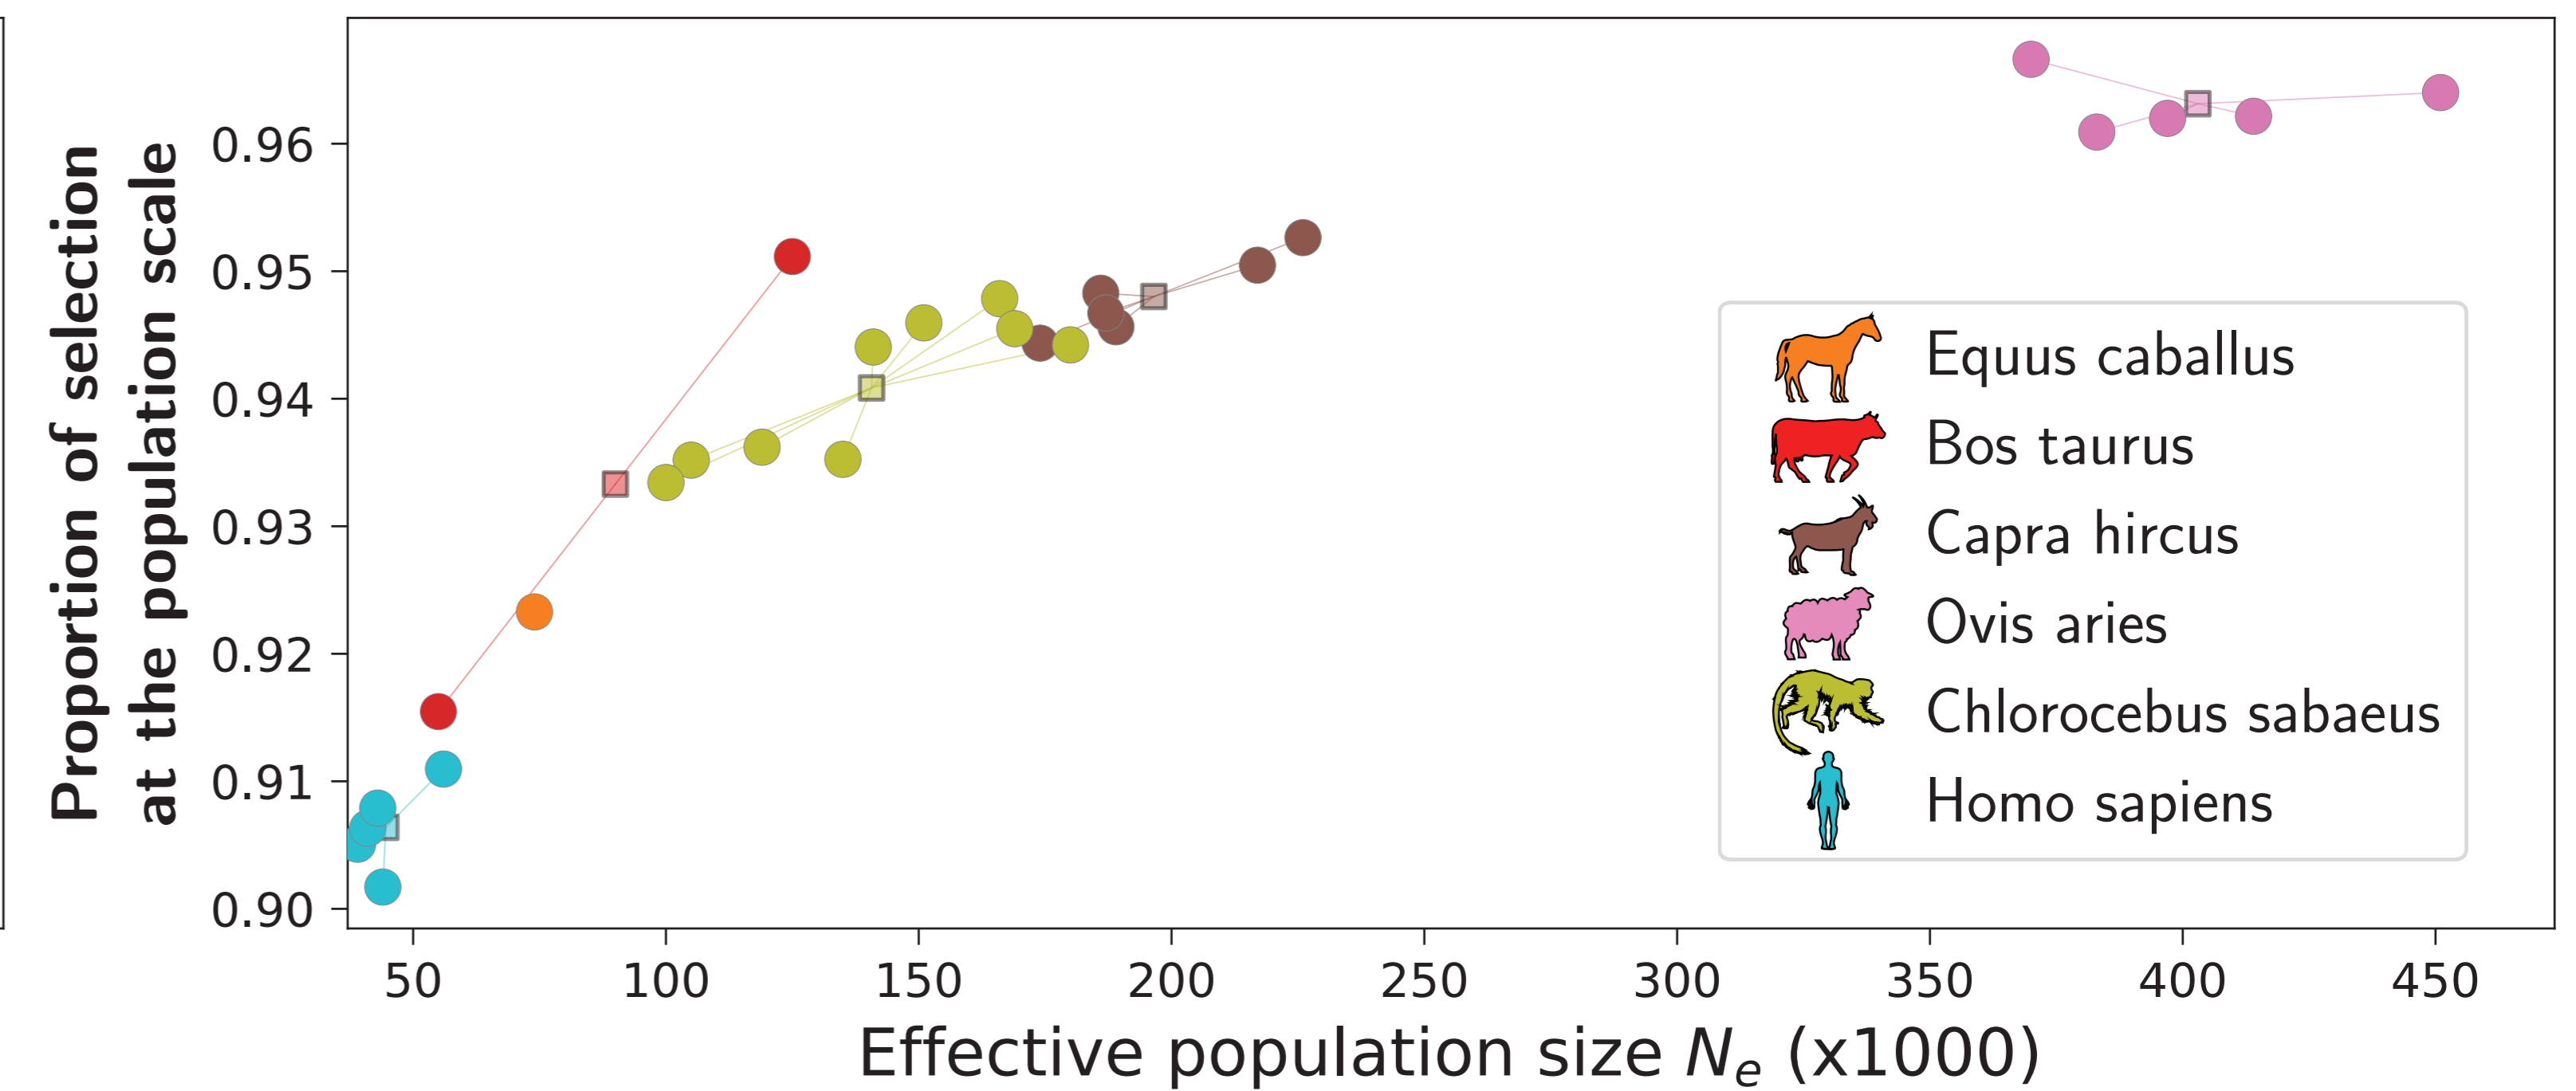 Proportion of selection
at the population scale
0.96
0.95
0.94
0.93
0.92
0.91
0.90
50 100 150 200 250 300 350 400 450
Effective population size Ne (x1000)
Equus caballus
Bos taurus
Capra hircus
Ovis aries
Chlorocebus sabaeus
Homo sapiens